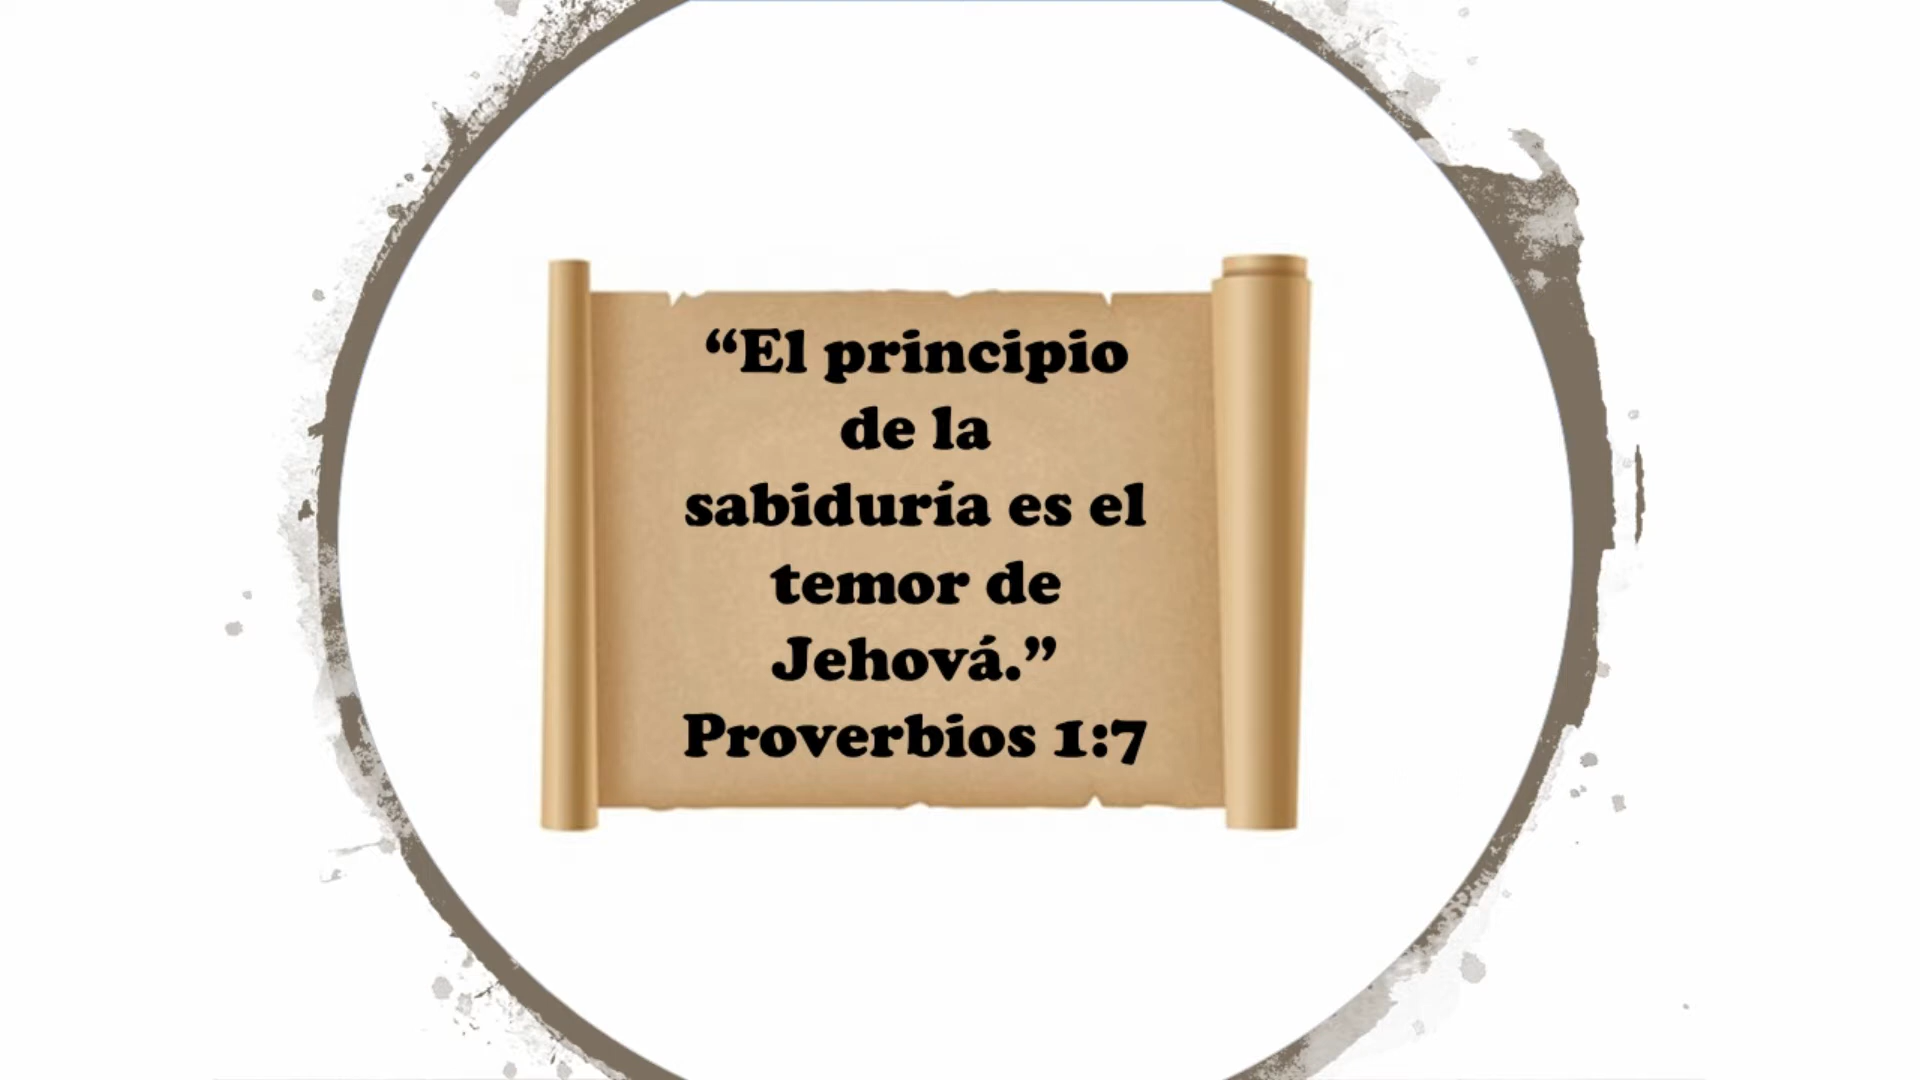 “El principio
de la
sabiduría es el
temor de
Jehová.”
Proverbios 1:7